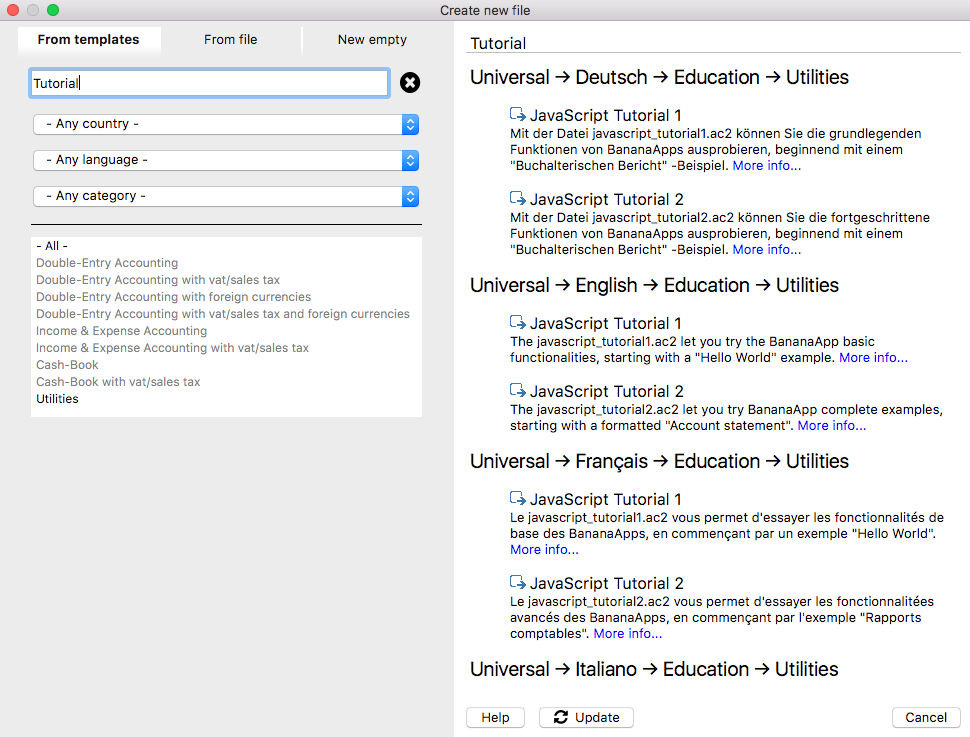 Create new file
From templates
From file
New empty
Tutorial
- Any country -
- Any language -
- Any category -
- All -
Double-Entry Accounting
Double-Entry Accounting with vat/sales tax
Double-Entry Accounting with foreign currencies
Double-Entry Accounting with vat/sales tax and foreign currencies
Income & Expense Accounting
Income & Expense Accounting with vat/sales tax
Cash-Book
Cash-Book with vat/sales tax
Utilities
Tutorial
Universal → Deutsch → Education → Utilities
JavaScript Tutorial 1
Mit der Datei javascript_tutorial1.ac2 können Sie die grundlegenden
Funktionen von BananaApps ausprobieren, beginnend mit einem
"Buchalterischen Bericht" -Beispiel. More info...
JavaScript Tutorial 2
Mit der Datei javascript_tutorial2.ac2 können Sie die fortgeschrittene
Funktionen von BananaApps ausprobieren, beginnend mit einem
"Buchalterischen Bericht" -Beispiel. More info...
Universal → English → Education → Utilities
JavaScript Tutorial 1
The javascript_tutorial1.ac2 let you try the BananaApp basic
functionalities, starting with a "Hello World" example. More info...
JavaScript Tutorial 2
The javascript_tutorial2.ac2 let you try BananaApp complete examples,
starting with a formatted "Account statement". More info...
Universal → Français → Education → Utilities
JavaScript Tutorial 1
Le javascript_tutorial1.ac2 vous permet d'essayer les fonctionnalités de
base des BananaApps, en commençant par un exemple "Hello World".
More info...
JavaScript Tutorial 2
Le javascript_tutorial2.ac2 vous permet d'essayer les fonctionnalitées
avancés des BananaApps, en commençant par l'exemple "Rapports
comptables". More info...
Universal → Italiano → Education → Utilities
Help
Update
Cancel